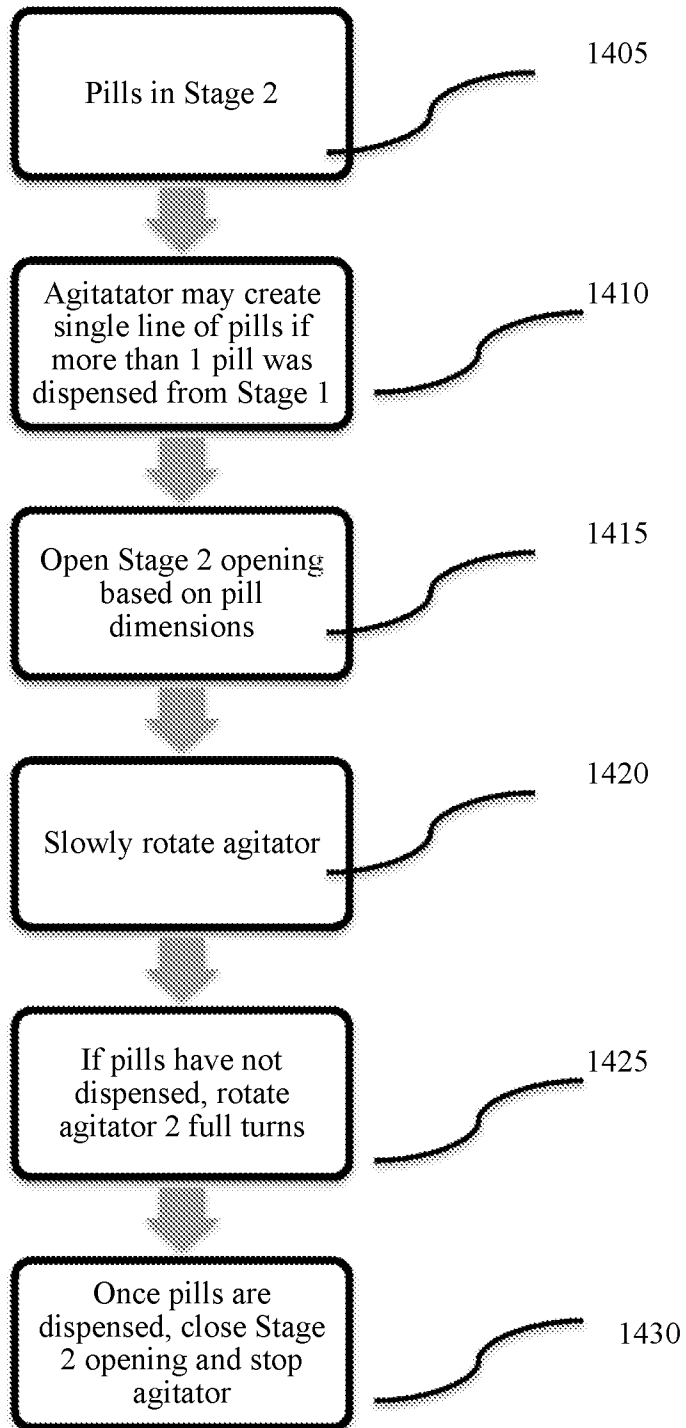 Pills in Stage 2
1405
Agitatator may create
single line of pills if
more than 1 pill was
dispensed from Stage 1
1410
Open Stage 2 opening
based on pill
dimensions
1415
Slowly rotate agitator
1420
If pills have not
dispensed, rotate
agitator 2 full turns
1425
Once pills are
dispensed, close Stage
2 opening and stop
agitator
1430